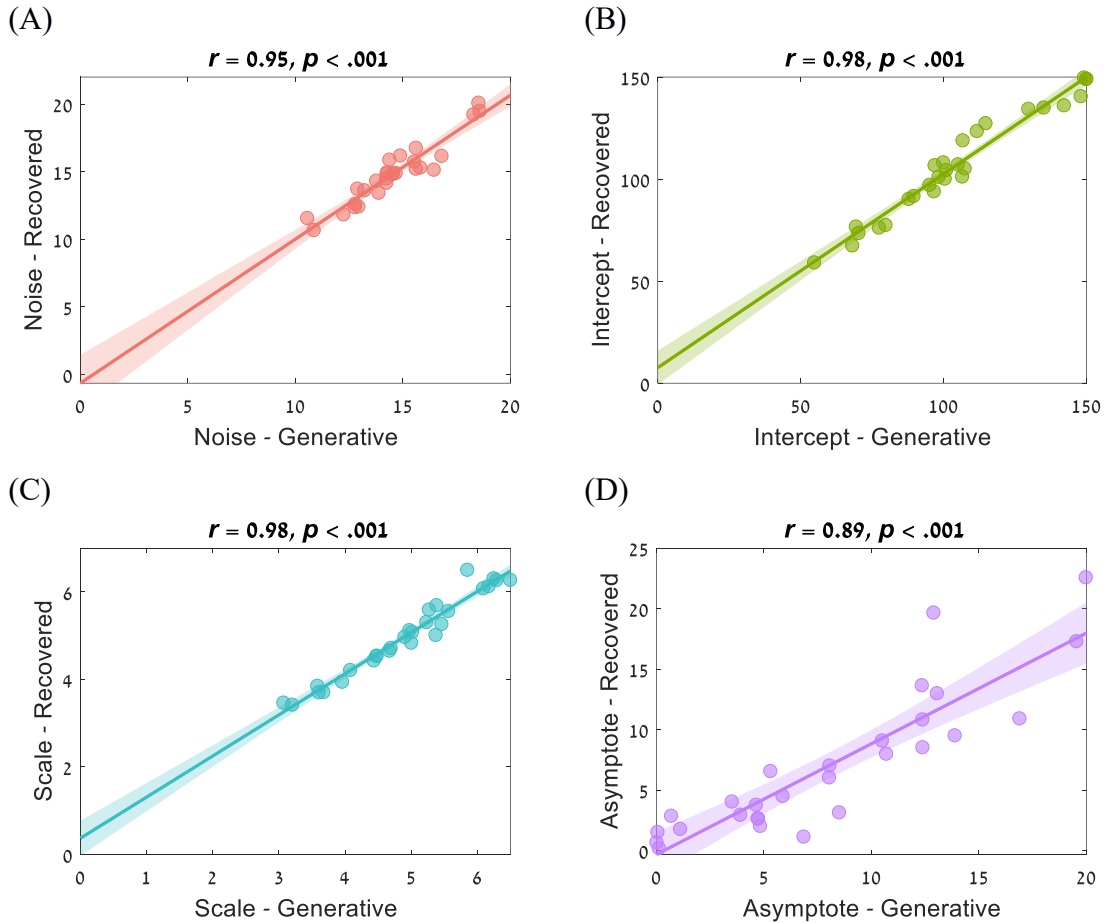 (A)
r = 0.95, p < .001
Noise - Recovered
20
15
10
5
0
0 5 10 15 20
Noise - Generative
(B)
r = 0.98, p < .001
Intercept - Recovered
150
100
50
0
0 50 100 150
Intercept - Generative
(C)
r = 0.98, p < .001
Scale - Recovered
6
4
2
0
0 1 2 3 4 5 6
Scale - Generative
(D)
r = 0.89, p < .001
Asymptote - Recovered
25
20
15
10
5
0
0 5 10 15 20
Asymptote - Generative